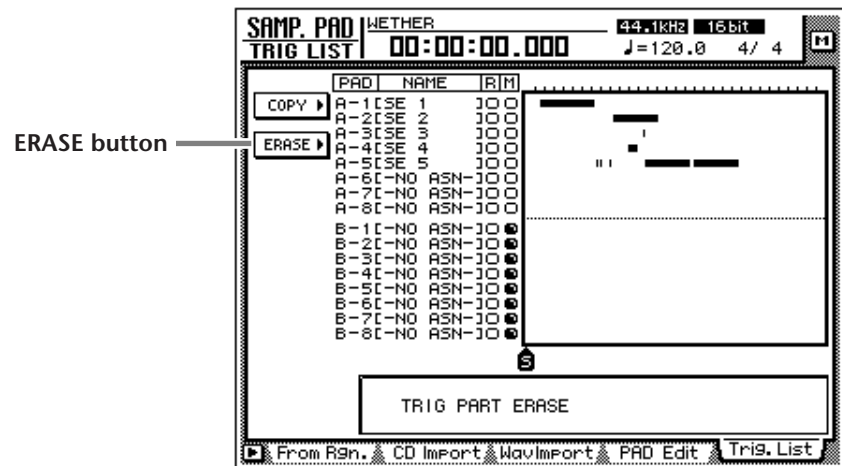 SAMP. PAD WETHER 44.1kHz 16bit
TRIG LIST 00:00:00.000 ♩=120.0 4/ 4 M
PAD NAME R M
COPY
A-1[SE 1 ]
A-2[SE 2 ]
A-3[SE 3 ]
ERASE button ERASE
A-4[SE 4 ]
A-5[SE 5 ]
A-6[-NO ASN-]
A-7[-NO ASN-]
A-8[-NO ASN-]
B-1[-NO ASN-]
B-2[-NO ASN-]
B-3[-NO ASN-]
B-4[-NO ASN-]
B-5[-NO ASN-]
B-6[-NO ASN-]
B-7[-NO ASN-]
B-8[-NO ASN-]
S
TRIG PART ERASE
From Rgn. CD Import WavImport PAD Edit Trig. List